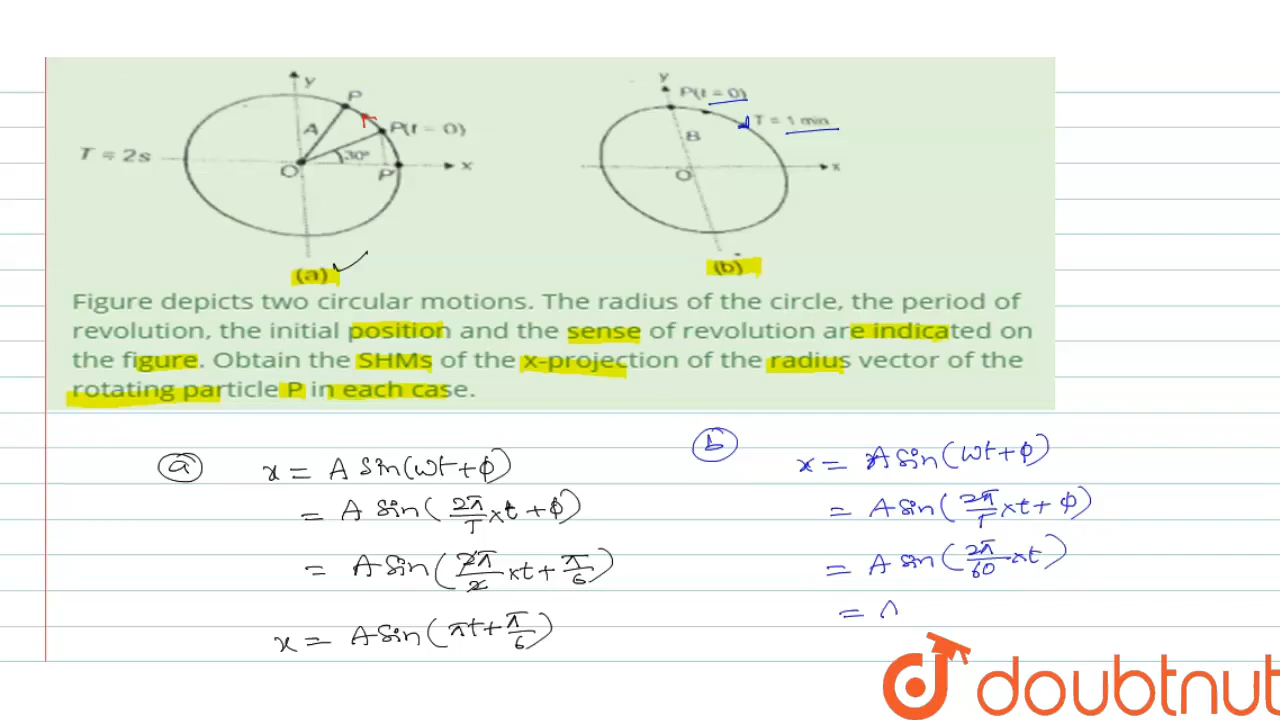 y
P
A
P(t = 0)
T = 2s
30°
O
P'
x
(a)
y
P(t = 0)
T = 1 min
B
O
x
(b)
Figure depicts two circular motions. The radius of the circle, the period of
revolution, the initial position and the sense of revolution are indicated on
the figure. Obtain the SHMs of the x-projection of the radius vector of the
rotating particle P in each case.
a
x = A sin(ωt+φ)
= A sin(2π/T ×t +φ)
= A sin(2π/2 ×t + π/6)
x = A sin(πt + π/6)
b
x = A sin(ωt+φ)
= A sin(2π/T ×t + φ)
= A sin(2π/60 ×t)
=
doubtnut